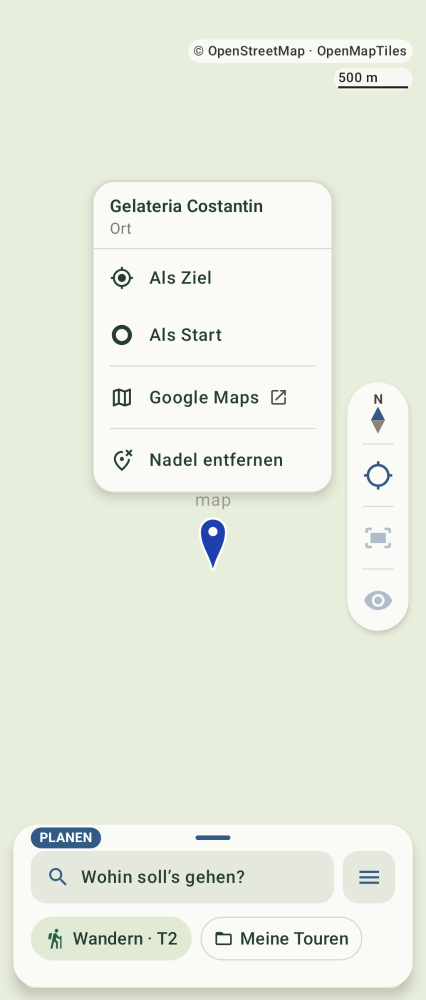 © OpenStreetMap · OpenMapTiles
500 m
Gelateria Costantin
Ort
Als Ziel
Als Start
Google Maps
Nadel entfernen
map
N
PLANEN
Wohin soll’s gehen?
Wandern · T2
Meine Touren